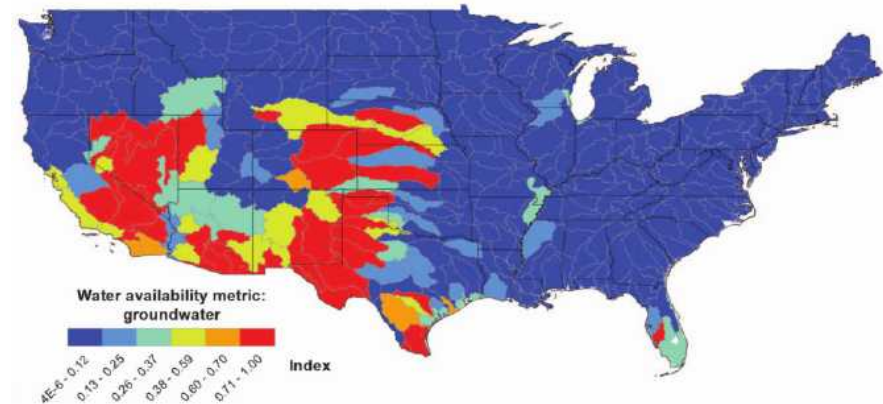 Water availability metric:
groundwater
4E-6 - 0.12
0.13 - 0.25
0.26 - 0.37
0.38 - 0.59
0.60 - 0.70
0.71 - 1.00
Index